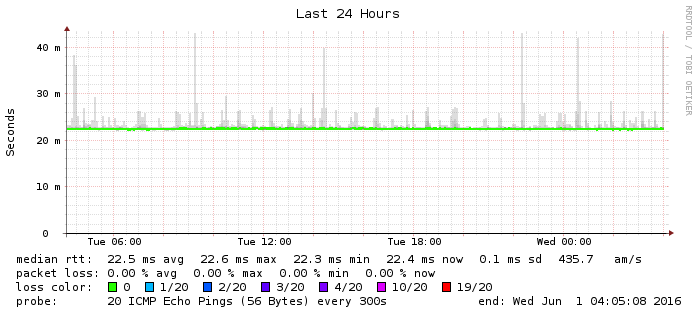 Last 24 Hours
RRDTOOL / TOBI OETIKER
Seconds
40 m
30 m
20 m
10 m
0
Tue 06:00 Tue 12:00 Tue 18:00 Wed 00:00
median rtt: 22.5 ms avg 22.6 ms max 22.3 ms min 22.4 ms now 0.1 ms sd 435.7 am/s
packet loss: 0.00 % avg 0.00 % max 0.00 % min 0.00 % now
loss color: 0 1/20 2/20 3/20 4/20 10/20 19/20
probe: 20 ICMP Echo Pings (56 Bytes) every 300s end: Wed Jun 1 04:05:08 2016